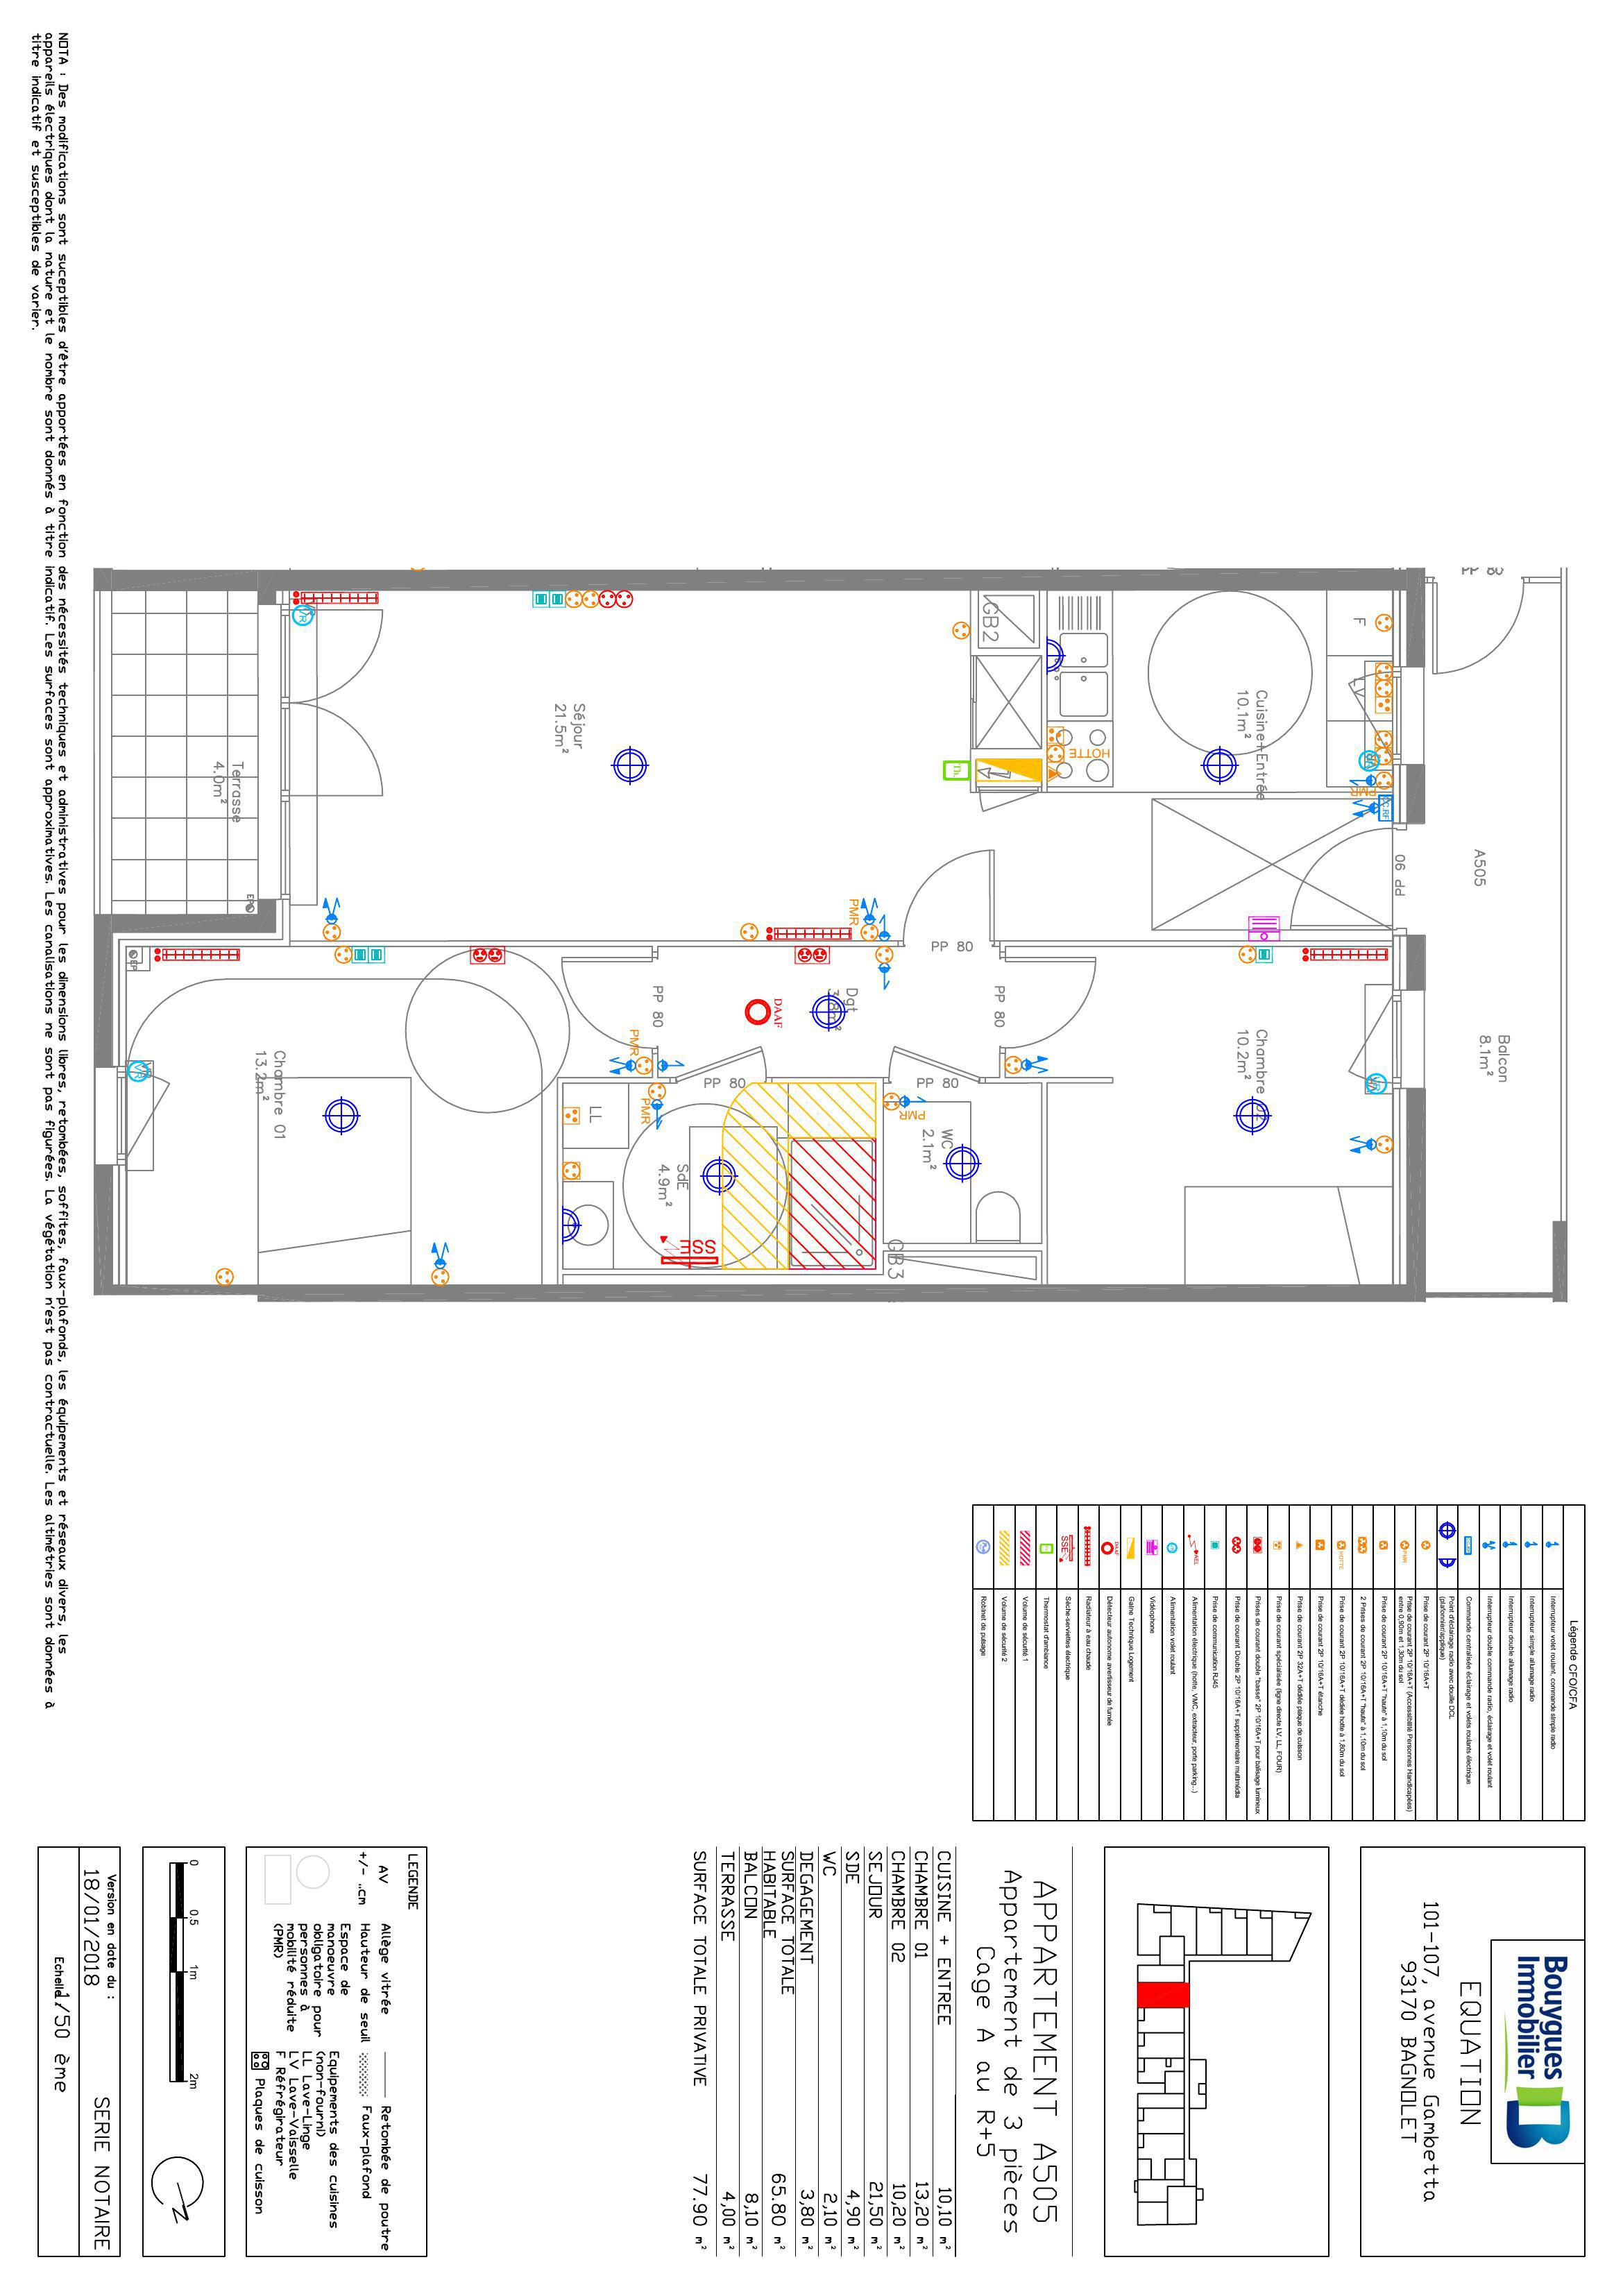 Bouygues
Immobilier
EQUATION
101-107, avenue Gambetta
93170 BAGNOLET
APPARTEMENT A505
Appartement de 3 pièces
Cage A au R+5
CUISINE + ENTREE 10,10 m²
CHAMBRE 01 13,20 m²
CHAMBRE 02 10,20 m²
SEJOUR 21,50 m²
SDE 4,90 m²
WC 2,10 m²
DEGAGEMENT 3,80 m²
SURFACE TOTALE
HABITABLE 65.80 m²
BALCON 8,10 m²
TERRASSE 4,00 m²
SURFACE TOTALE PRIVATIVE 77.90 m²
LEGENDE
AV Allège vitrée
+/- ..cm Hauteur de seuil
Espace de
manoeuvre
obligatoire pour
personnes à
mobilité réduite
(PMR)
Retombée de poutre
Faux-plafond
Equipements des cuisines
(non-fourni)
LL Lave-Linge
LV Lave-Vaisselle
F Réfrigérateur
Plaques de cuisson
0 0.5 1m 2m
N
Version en date du :
18/01/2018
SERIE NOTAIRE
Echelle 1/50 ème
Légende CFO/CFA
Interrupteur volet roulant, commande simple radio
Interrupteur simple allumage radio
Interrupteur double allumage radio
Interrupteur double commande radio, éclairage et volet roulant
Commande centralisée éclairage et volets roulants électrique
Point d'éclairage radio avec douille DCL
(plafonnier/applique)
Prise de courant 2P 10/16A+T
PMR
Prise de courant 2P 10/16A+T (Accessibilité Personnes Handicapées)
entre 0,90m et 1,30m du sol
Prise de courant 2P 10/16A+T "haute" à 1,10m du sol
2 Prises de courant 2P 10/16A+T "haute" à 1,10m du sol
HOTTE
Prise de courant 2P 10/16A+T dédiée hotte à 1,80m du sol
Prise de courant 2P 10/16A+T étanche
Prise de courant 2P 32A+T dédiée plaque de cuisson
Prise de courant spécialisée (ligne directe LV, LL, FOUR)
Prises de courant double "basse" 2P 10/16A+T pour balisage lumineux
Prise de courant Double 2P 10/16A+T supplémentaire multimédia
Prise de communication RJ45
AEL
Alimentation électrique (hotte, VMC, extracteur, porte parking...)
Alimentation volet roulant
Vidéophone
Gaine Technique Logement
DAAF
Détecteur autonome avertisseur de fumée
Radiateur à eau chaude
SSE
Sèche-serviettes électrique
Thermostat d'ambiance
Volume de sécurité 1
Volume de sécurité 2
Robinet de puisage
PP 90
A505
Balcon
8.1m²
F
LV
VR
PMR
Cuisine+Entrée
10.1m²
HOTTE
GB2
Th.
Séjour
21.5m²
VR
Terrasse
4.0m²
EP
PMR
PP 80
PP 80
PP 80
Dgt
DAAF
PMR
Chambre 02
10.2m²
VR
PP 80
PP 80
PMR
PMR
WC
2.1m²
SdE
4.9m²
LL
SSE
GB3
EP
Chambre 01
13.2m²
VR
NOTA : Des modifications sont suceptibles d'être apportées en fonction des nécessités techniques et administratives pour les dimensions libres, retombées, soffites, faux-plafonds, les équipements et réseaux divers, les
appareils électriques dont la nature et le nombre sont donnés à titre indicatif. Les surfaces sont approximatives. Les canalisations ne sont pas figurées. La végétation n'est pas contractuelle. Les altimétries sont données à
titre indicatif et susceptibles de varier.